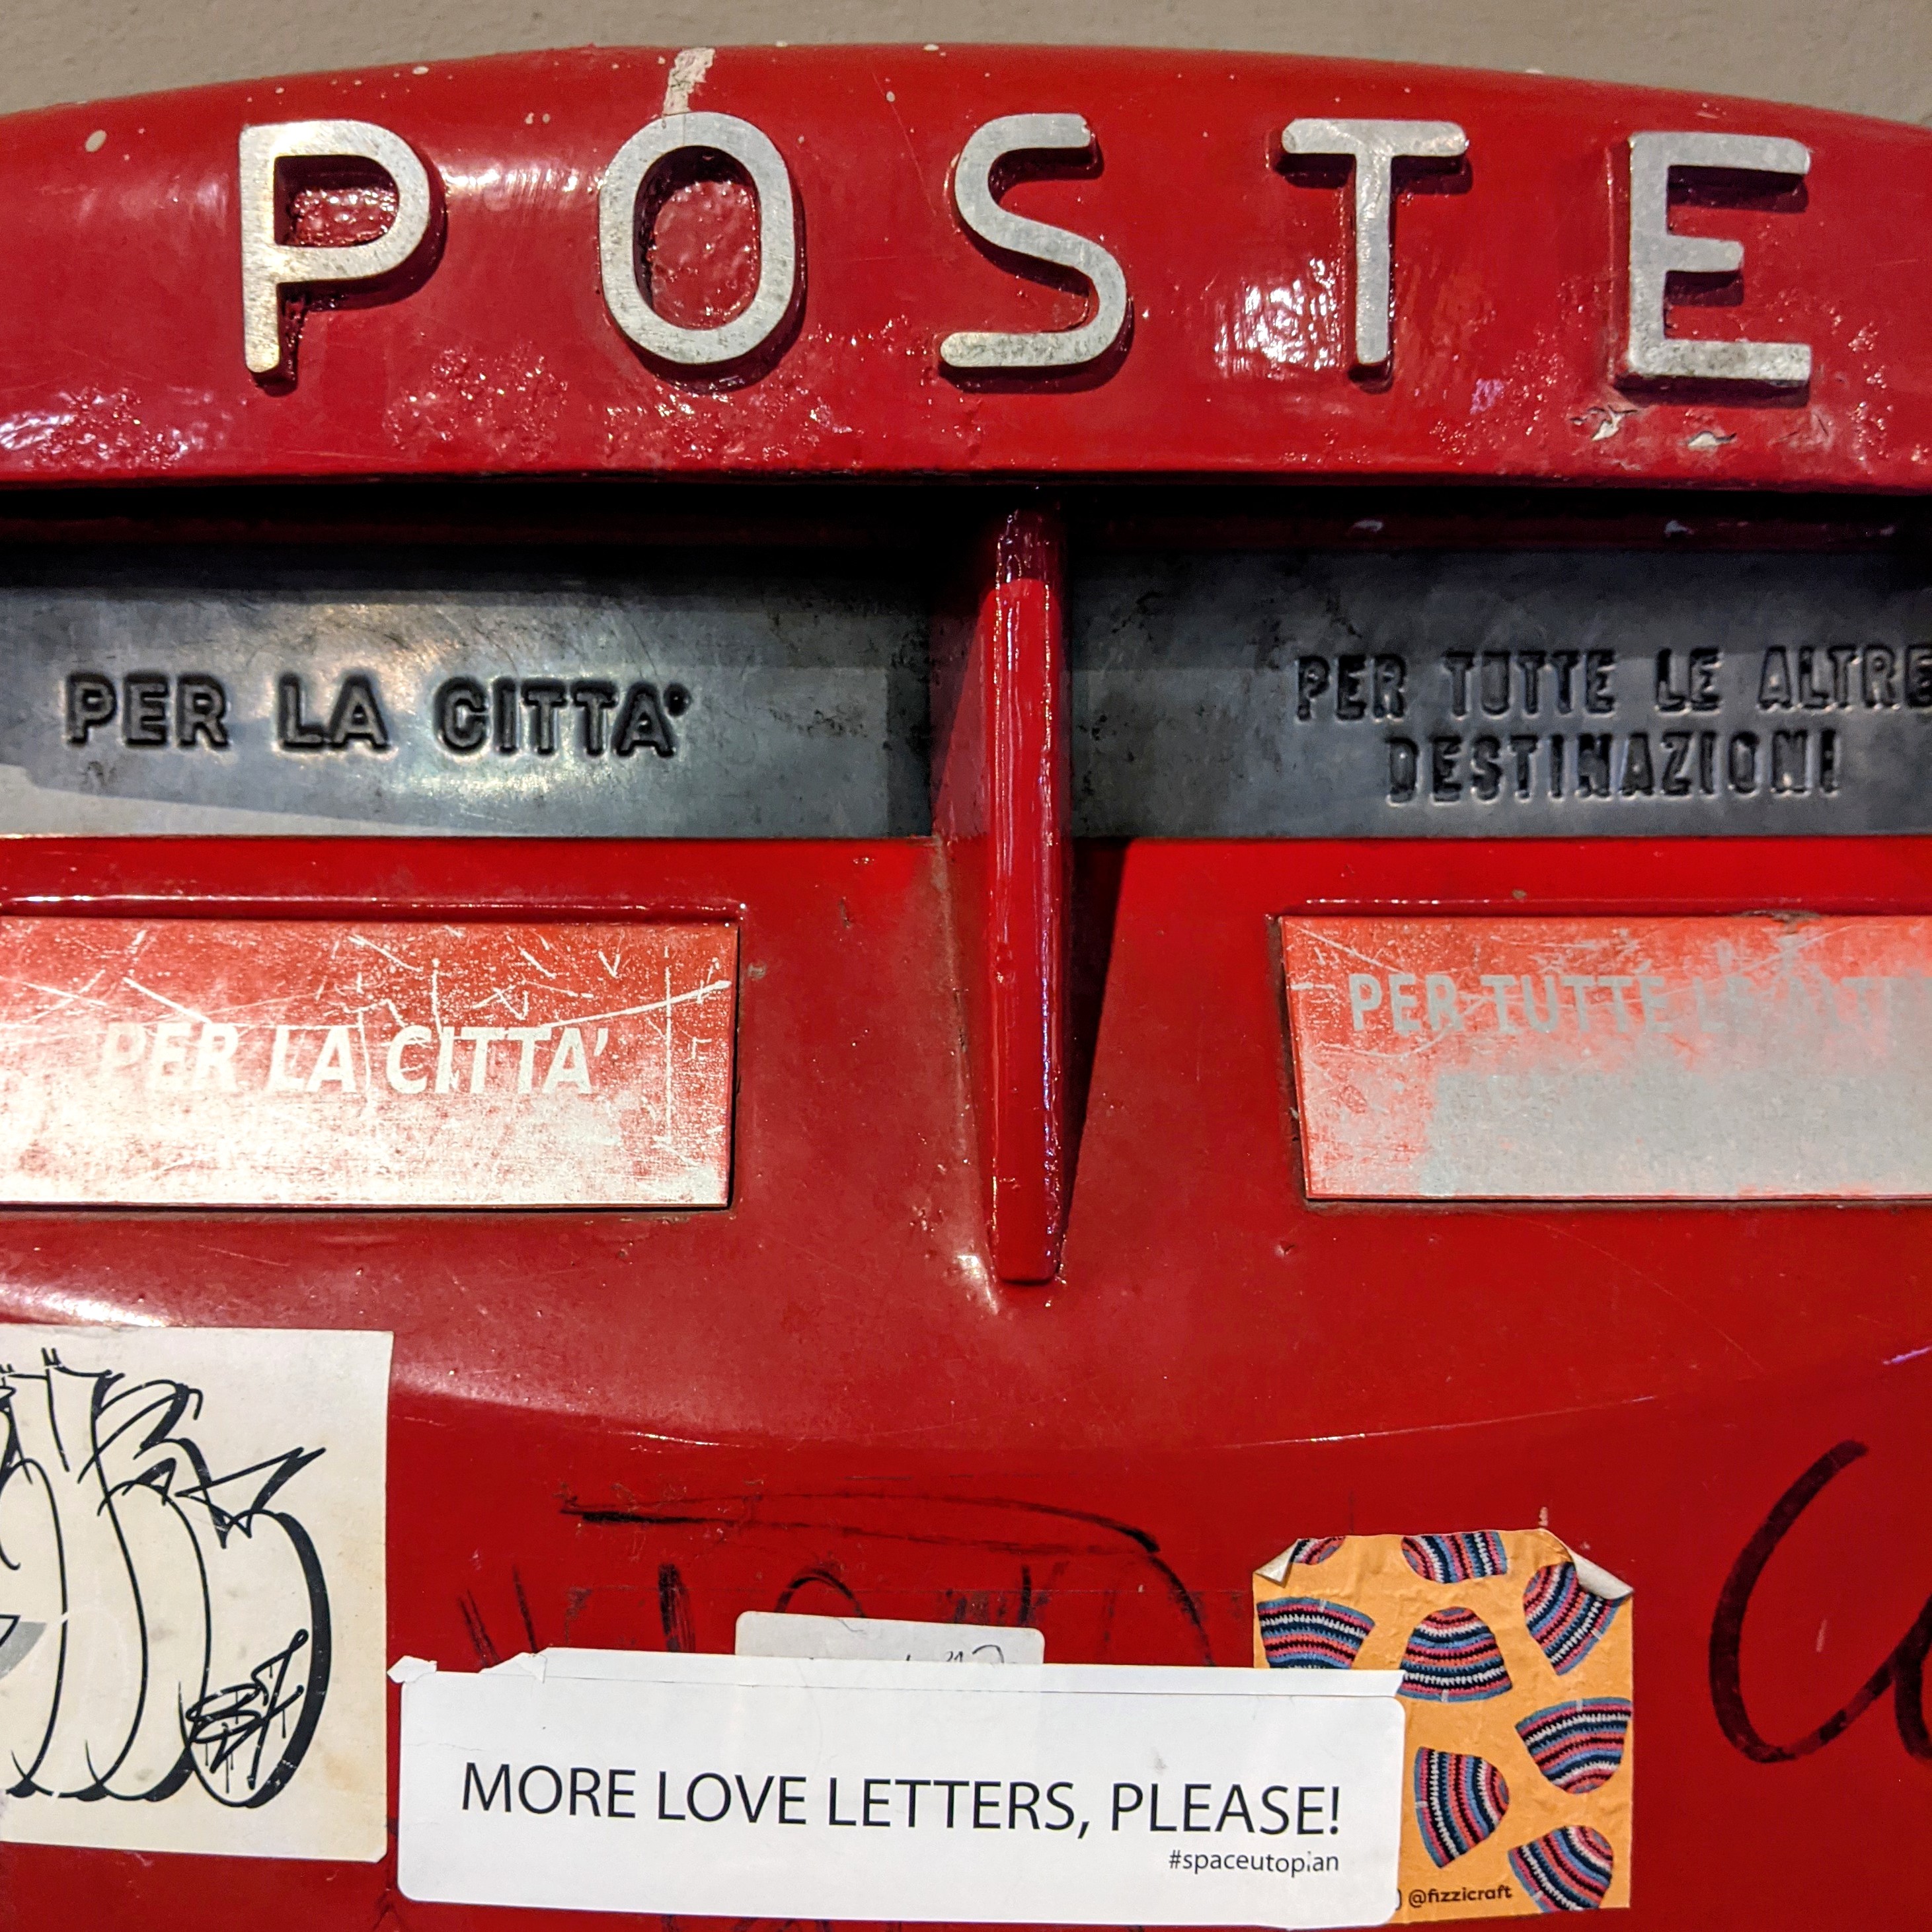 POSTE
PER LA CITTA'
PER TUTTE LE ALTRE
DESTINAZIONI
PER LA CITTA'
PER TUTTE LE
MORE LOVE LETTERS, PLEASE!
#spaceutopian
@fizzicraft